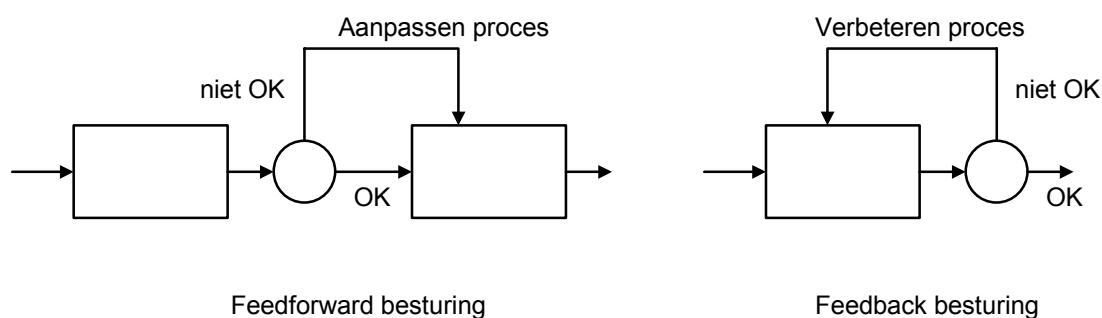 Aanpassen proces
niet OK
OK
Feedforward besturing
Verbeteren proces
niet OK
OK
Feedback besturing